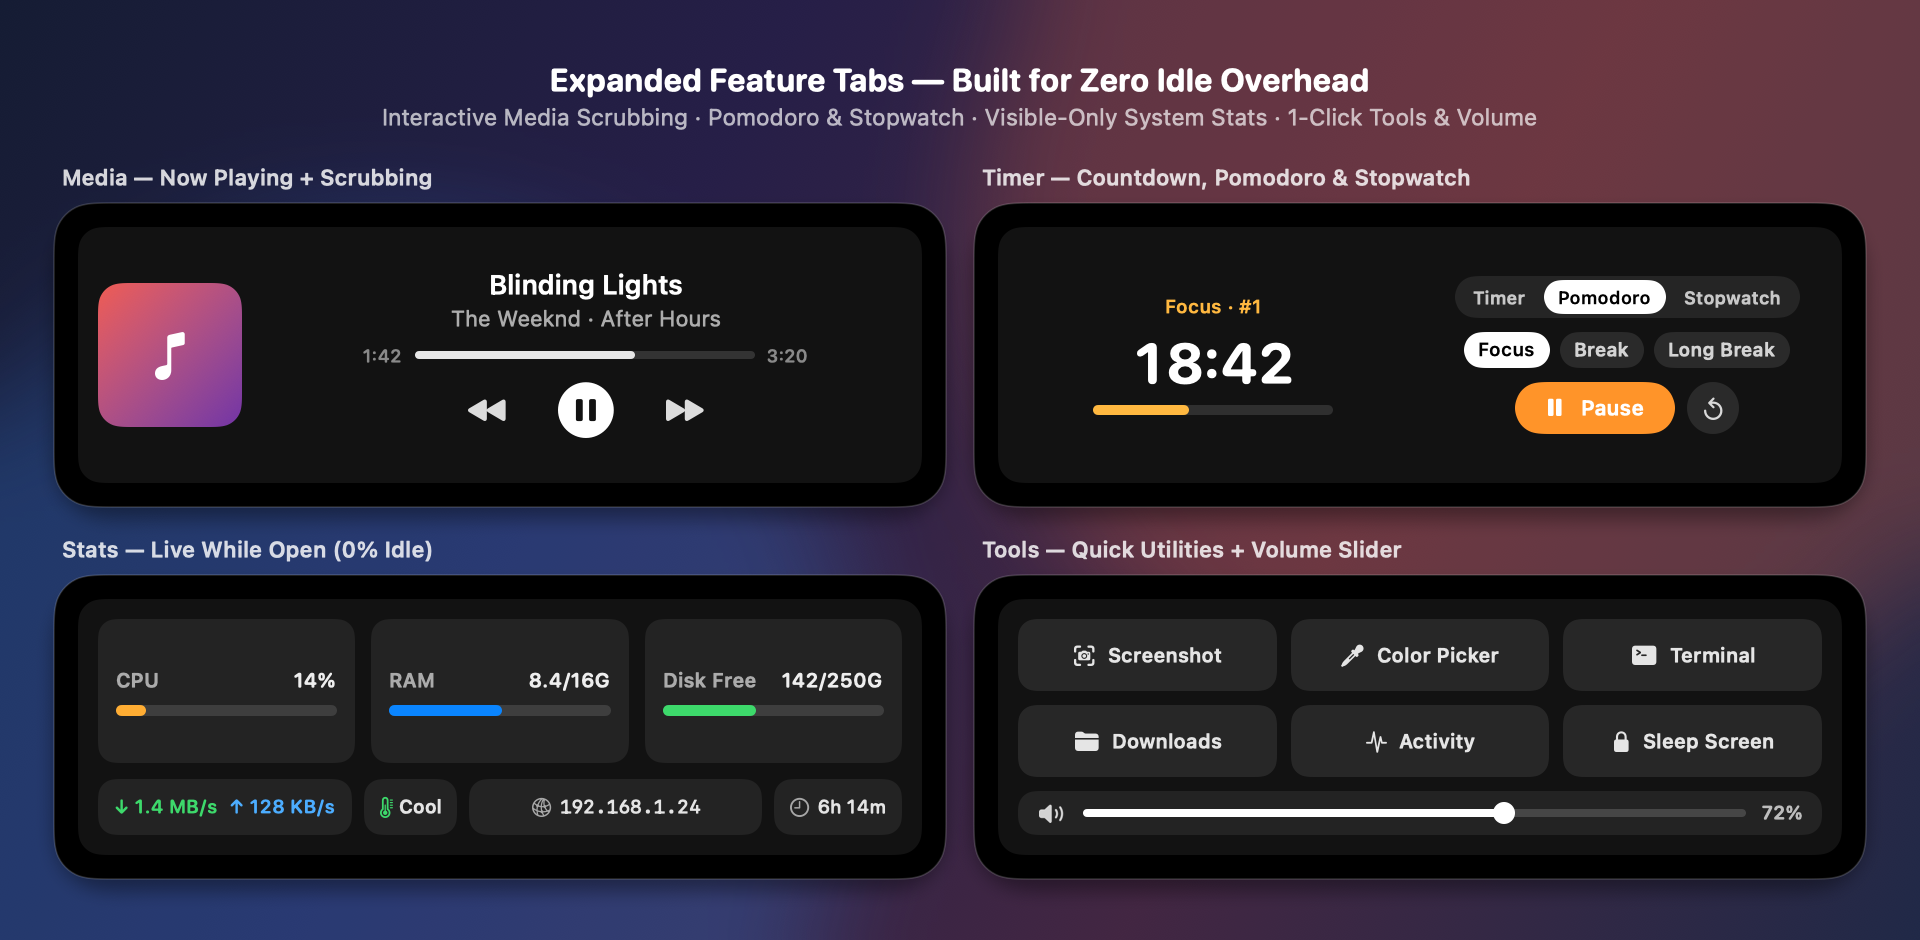 Expanded Feature Tabs — Built for Zero Idle Overhead
Interactive Media Scrubbing · Pomodoro & Stopwatch · Visible-Only System Stats · 1-Click Tools & Volume
Media — Now Playing + Scrubbing
Blinding Lights
The Weeknd · After Hours
1:42
3:20
Timer — Countdown, Pomodoro & Stopwatch
Focus · #1
18:42
Timer Pomodoro Stopwatch
Focus Break Long Break
Pause
Stats — Live While Open (0% Idle)
CPU 14%
RAM 8.4/16G
Disk Free 142/250G
↓ 1.4 MB/s ↑ 128 KB/s
Cool
192.168.1.24
6h 14m
Tools — Quick Utilities + Volume Slider
Screenshot
Color Picker
Terminal
Downloads
Activity
Sleep Screen
72%